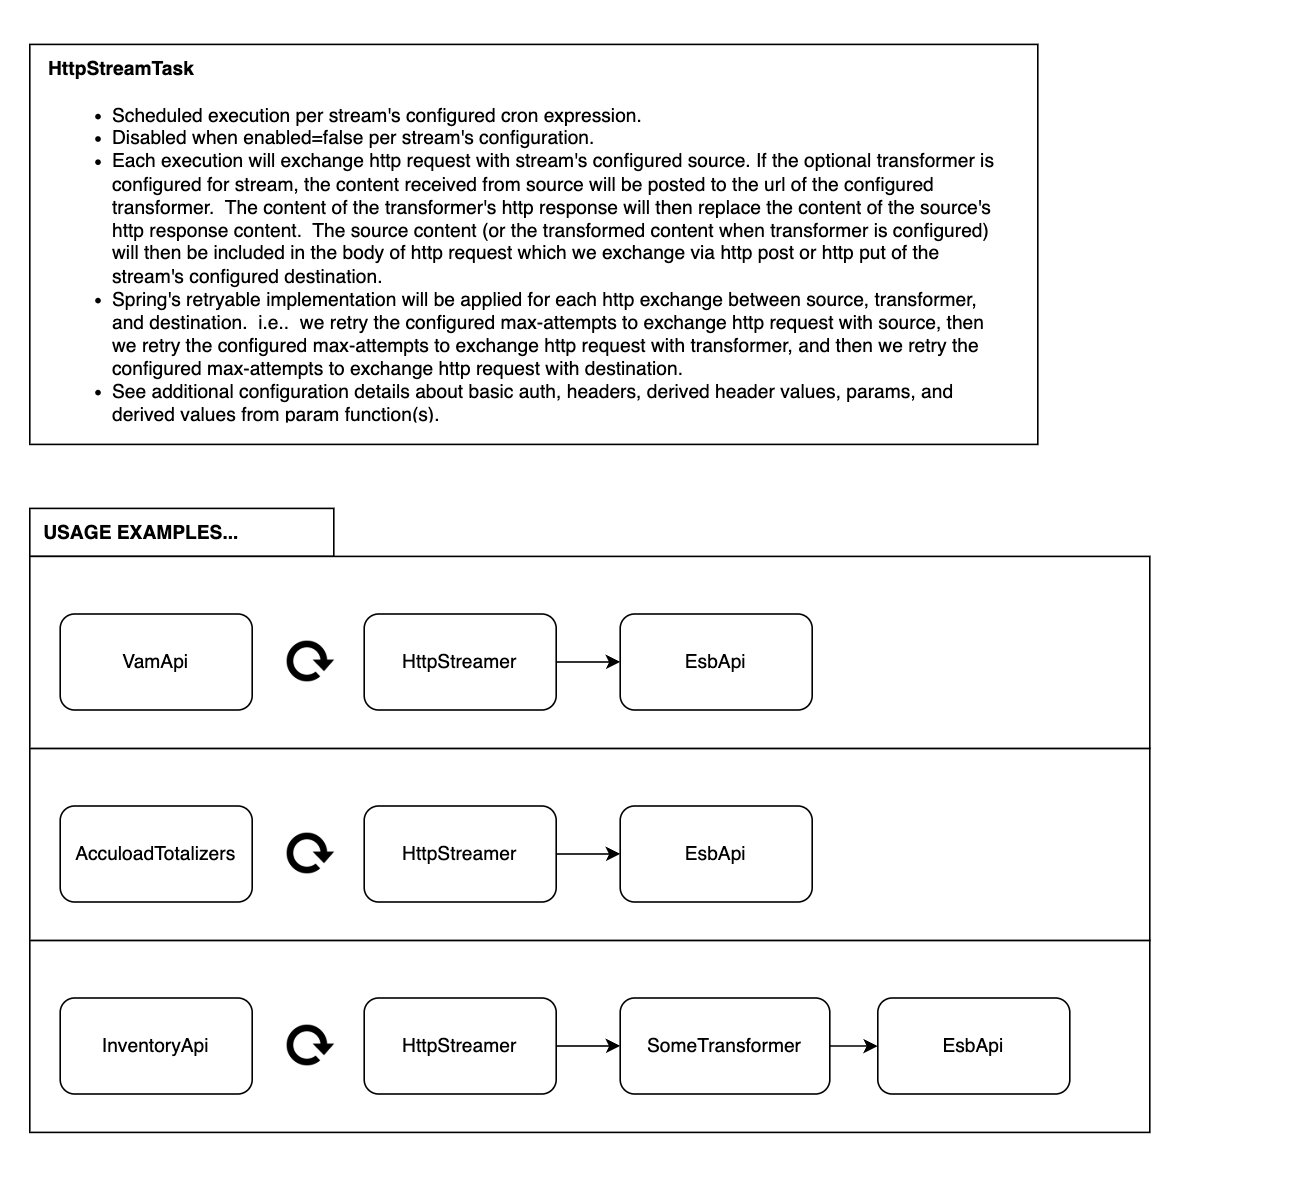 HttpStreamTask
• Scheduled execution per stream's configured cron expression.
• Disabled when enabled=false per stream's configuration.
• Each execution will exchange http request with stream's configured source. If the optional transformer is
configured for stream, the content received from source will be posted to the url of the configured
transformer.  The content of the transformer's http response will then replace the content of the source's
http response content.  The source content (or the transformed content when transformer is configured)
will then be included in the body of http request which we exchange via http post or http put of the
stream's configured destination.
• Spring's retryable implementation will be applied for each http exchange between source, transformer,
and destination.  i.e..  we retry the configured max-attempts to exchange http request with source, then
we retry the configured max-attempts to exchange http request with transformer, and then we retry the
configured max-attempts to exchange http request with destination.
• See additional configuration details about basic auth, headers, derived header values, params, and
derived values from param function(s).
USAGE EXAMPLES...
VamApi
HttpStreamer
EsbApi
AcculoadTotalizers
HttpStreamer
EsbApi
InventoryApi
HttpStreamer
SomeTransformer
EsbApi